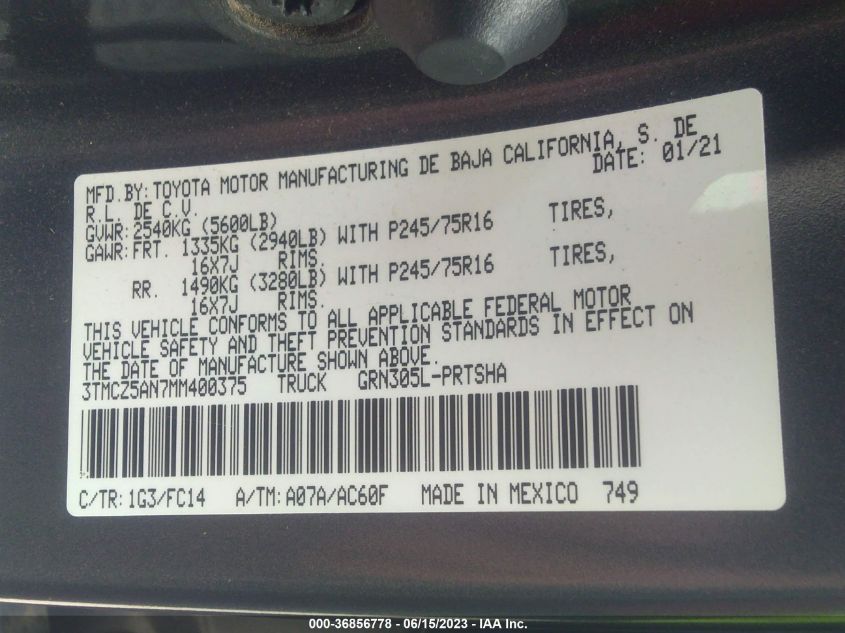 MFD.BY:TOYOTA MOTOR MANUFACTURING DE BAJA CALIFORNIA, S. DE
R.L. DE C.V. DATE: 01/21
GVWR:2540KG (5600LB)
GAWR:FRT. 1335KG (2940LB) WITH P245/75R16 TIRES,
16X7J RIMS.
RR. 1490KG (3280LB) WITH P245/75R16 TIRES,
16X7J RIMS.
THIS VEHICLE CONFORMS TO ALL APPLICABLE FEDERAL MOTOR
VEHICLE SAFETY AND THEFT PREVENTION STANDARDS IN EFFECT ON
THE DATE OF MANUFACTURE SHOWN ABOVE.
3TMCZ5AN7MM400375 TRUCK GRN305L-PRTSHA
C/TR:1G3/FC14 A/TM:A07A/AC60F MADE IN MEXICO 749
000-36856778 - 06/15/2023 - IAA Inc.